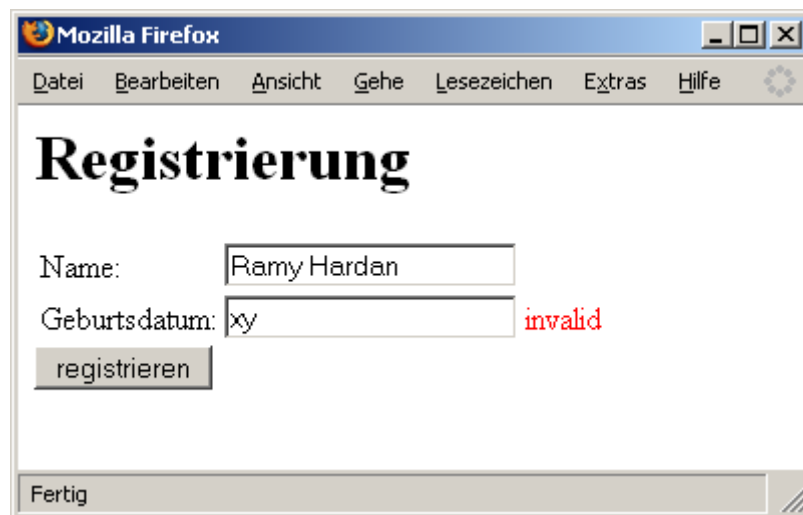 Mozilla Firefox
Datei Bearbeiten Ansicht Gehe Lesezeichen Extras Hilfe
Registrierung
Name: Ramy Hardan
Geburtsdatum: xy invalid
registrieren
Fertig